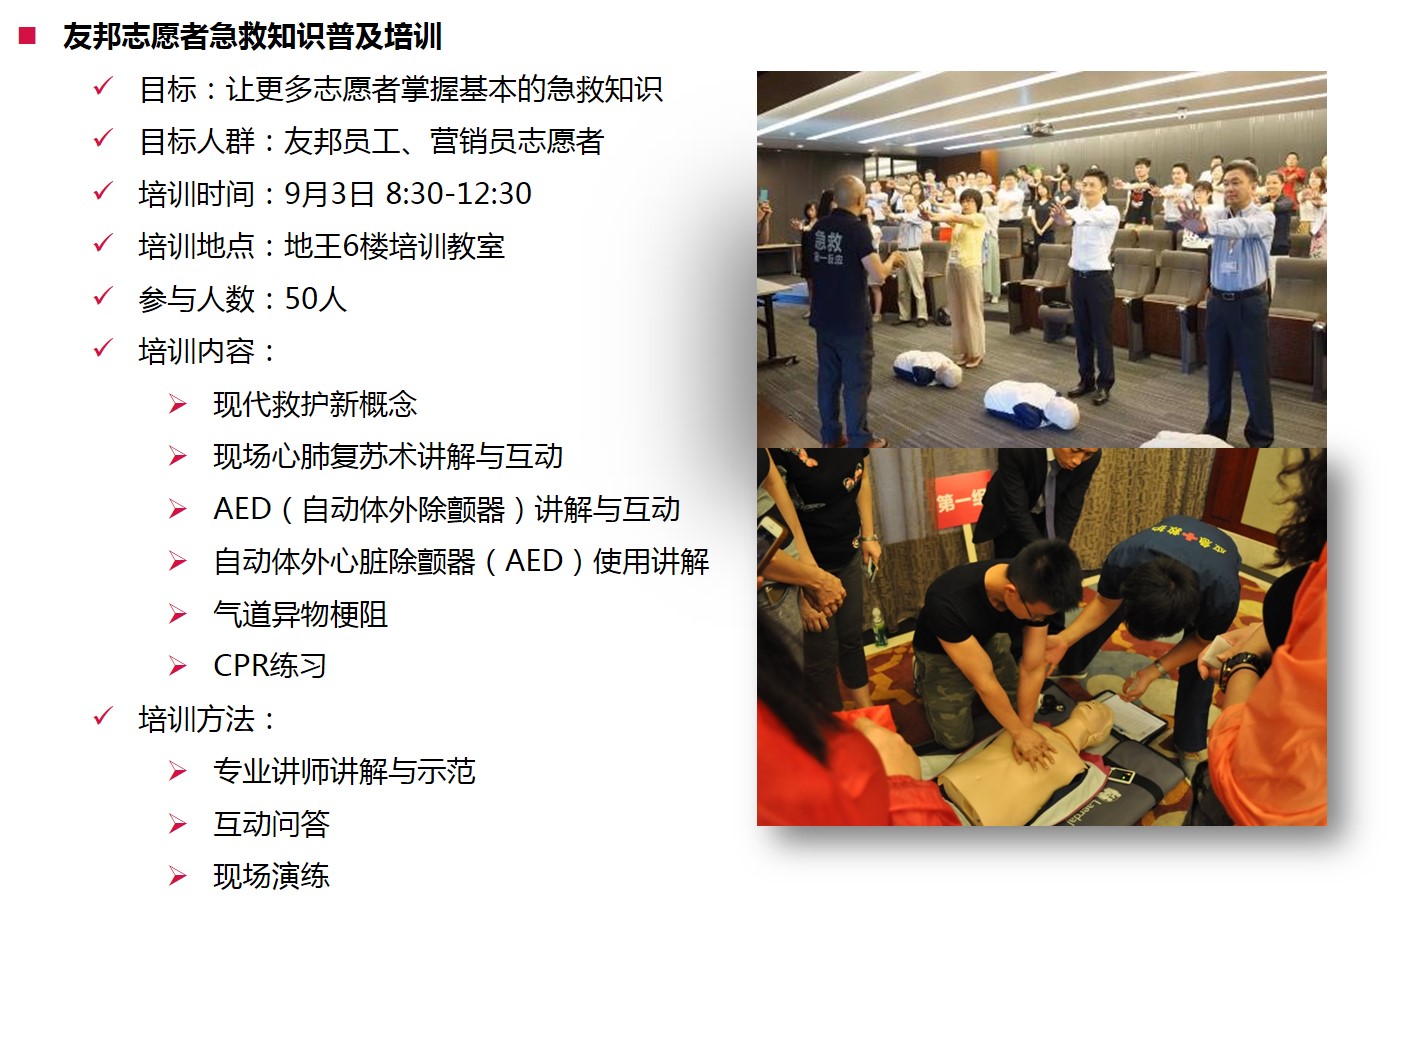 友邦志愿者急救知识普及培训
目标：让更多志愿者掌握基本的急救知识
目标人群：友邦员工、营销员志愿者
培训时间：9月3日 8:30-12:30
培训地点：地王6楼培训教室
参与人数：50人
培训内容：
现代救护新概念
现场心肺复苏术讲解与互动
AED（自动体外除颤器）讲解与互动
自动体外心脏除颤器（AED）使用讲解
气道异物梗阻
CPR练习
培训方法：
专业讲师讲解与示范
互动问答
现场演练
急救
第一反应
第一组
应急救护
Laerdal